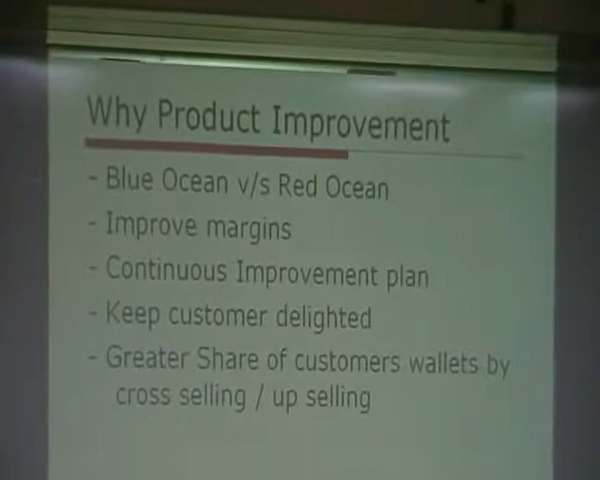 Why Product Improvement
- Blue Ocean v/s Red Ocean
- Improve margins
- Continuous Improvement plan
- Keep customer delighted
- Greater Share of customers wallets by
cross selling / up selling